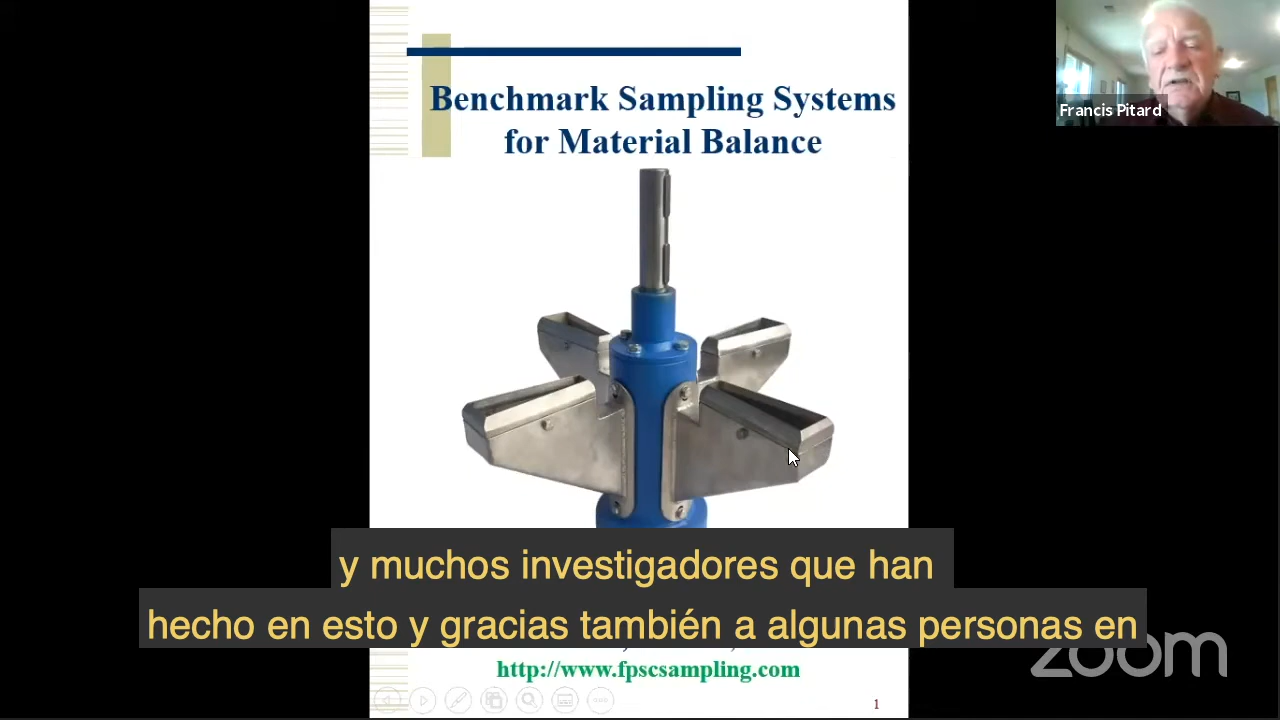 Benchmark Sampling Systems
for Material Balance
Francis Pitard
y muchos investigadores que han
hecho en esto y gracias también a algunas personas en
zoom
http://www.fpscsampling.com
1